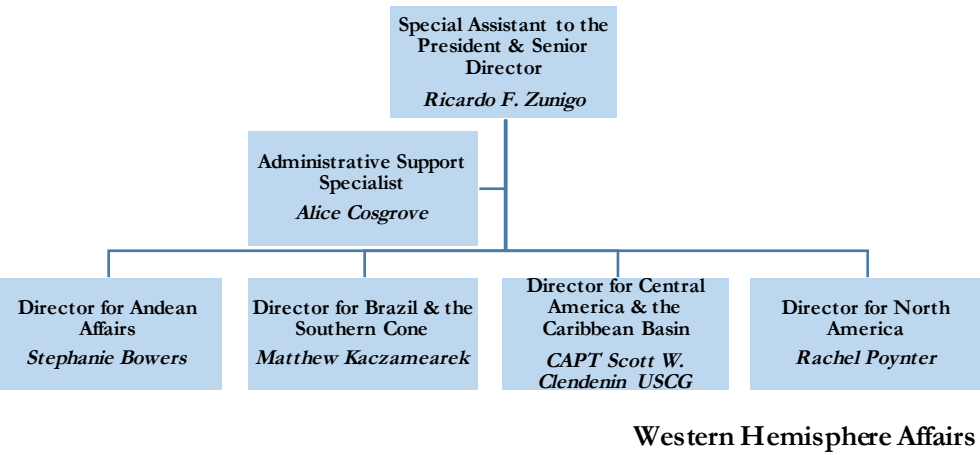 Special Assistant to the
President & Senior
Director
Ricardo F. Zunigo
Administrative Support
Specialist
Alice Cosgrove
Director for Andean
Affairs
Stephanie Bowers
Director for Brazil & the
Southern Cone
Matthew Kaczamearek
Director for Central
America & the
Caribbean Basin
CAPT Scott W.
Clendenin USCG
Director for North
America
Rachel Poynter
Western Hemisphere Affairs